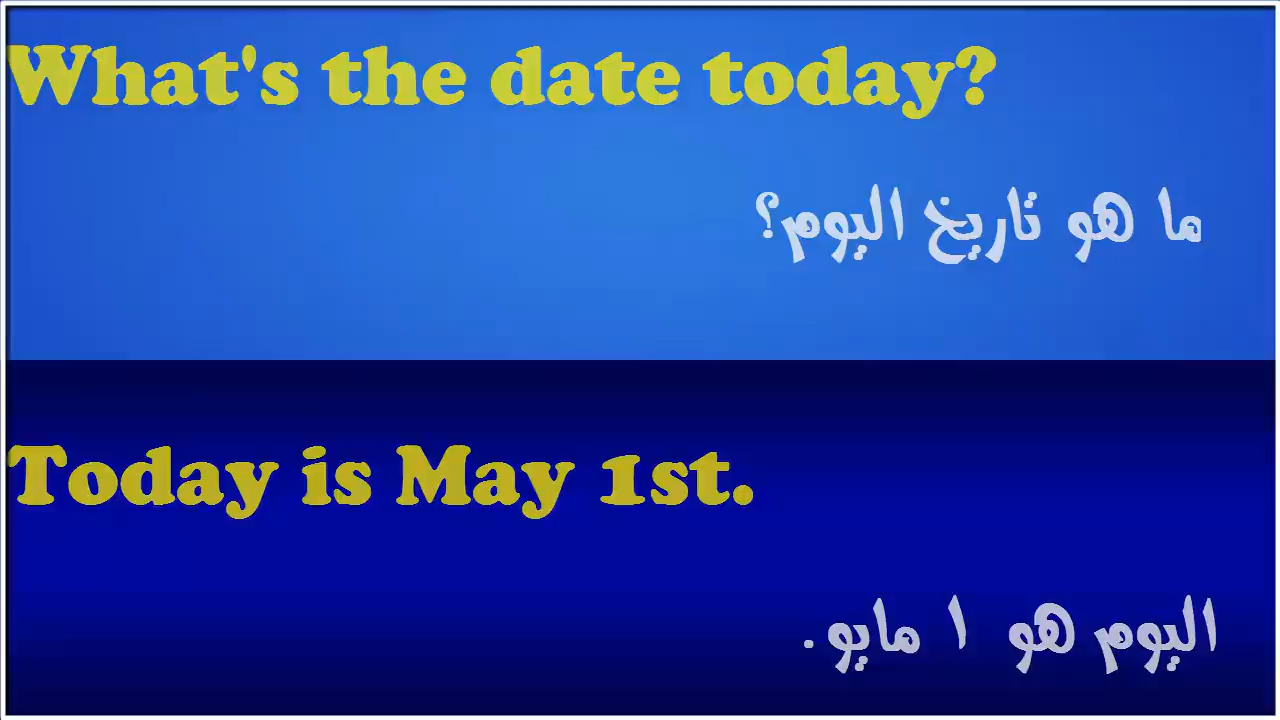 What's the date today?
ما هو تاريخ اليوم؟
Today is May 1st.
اليوم هو ١ مايو.